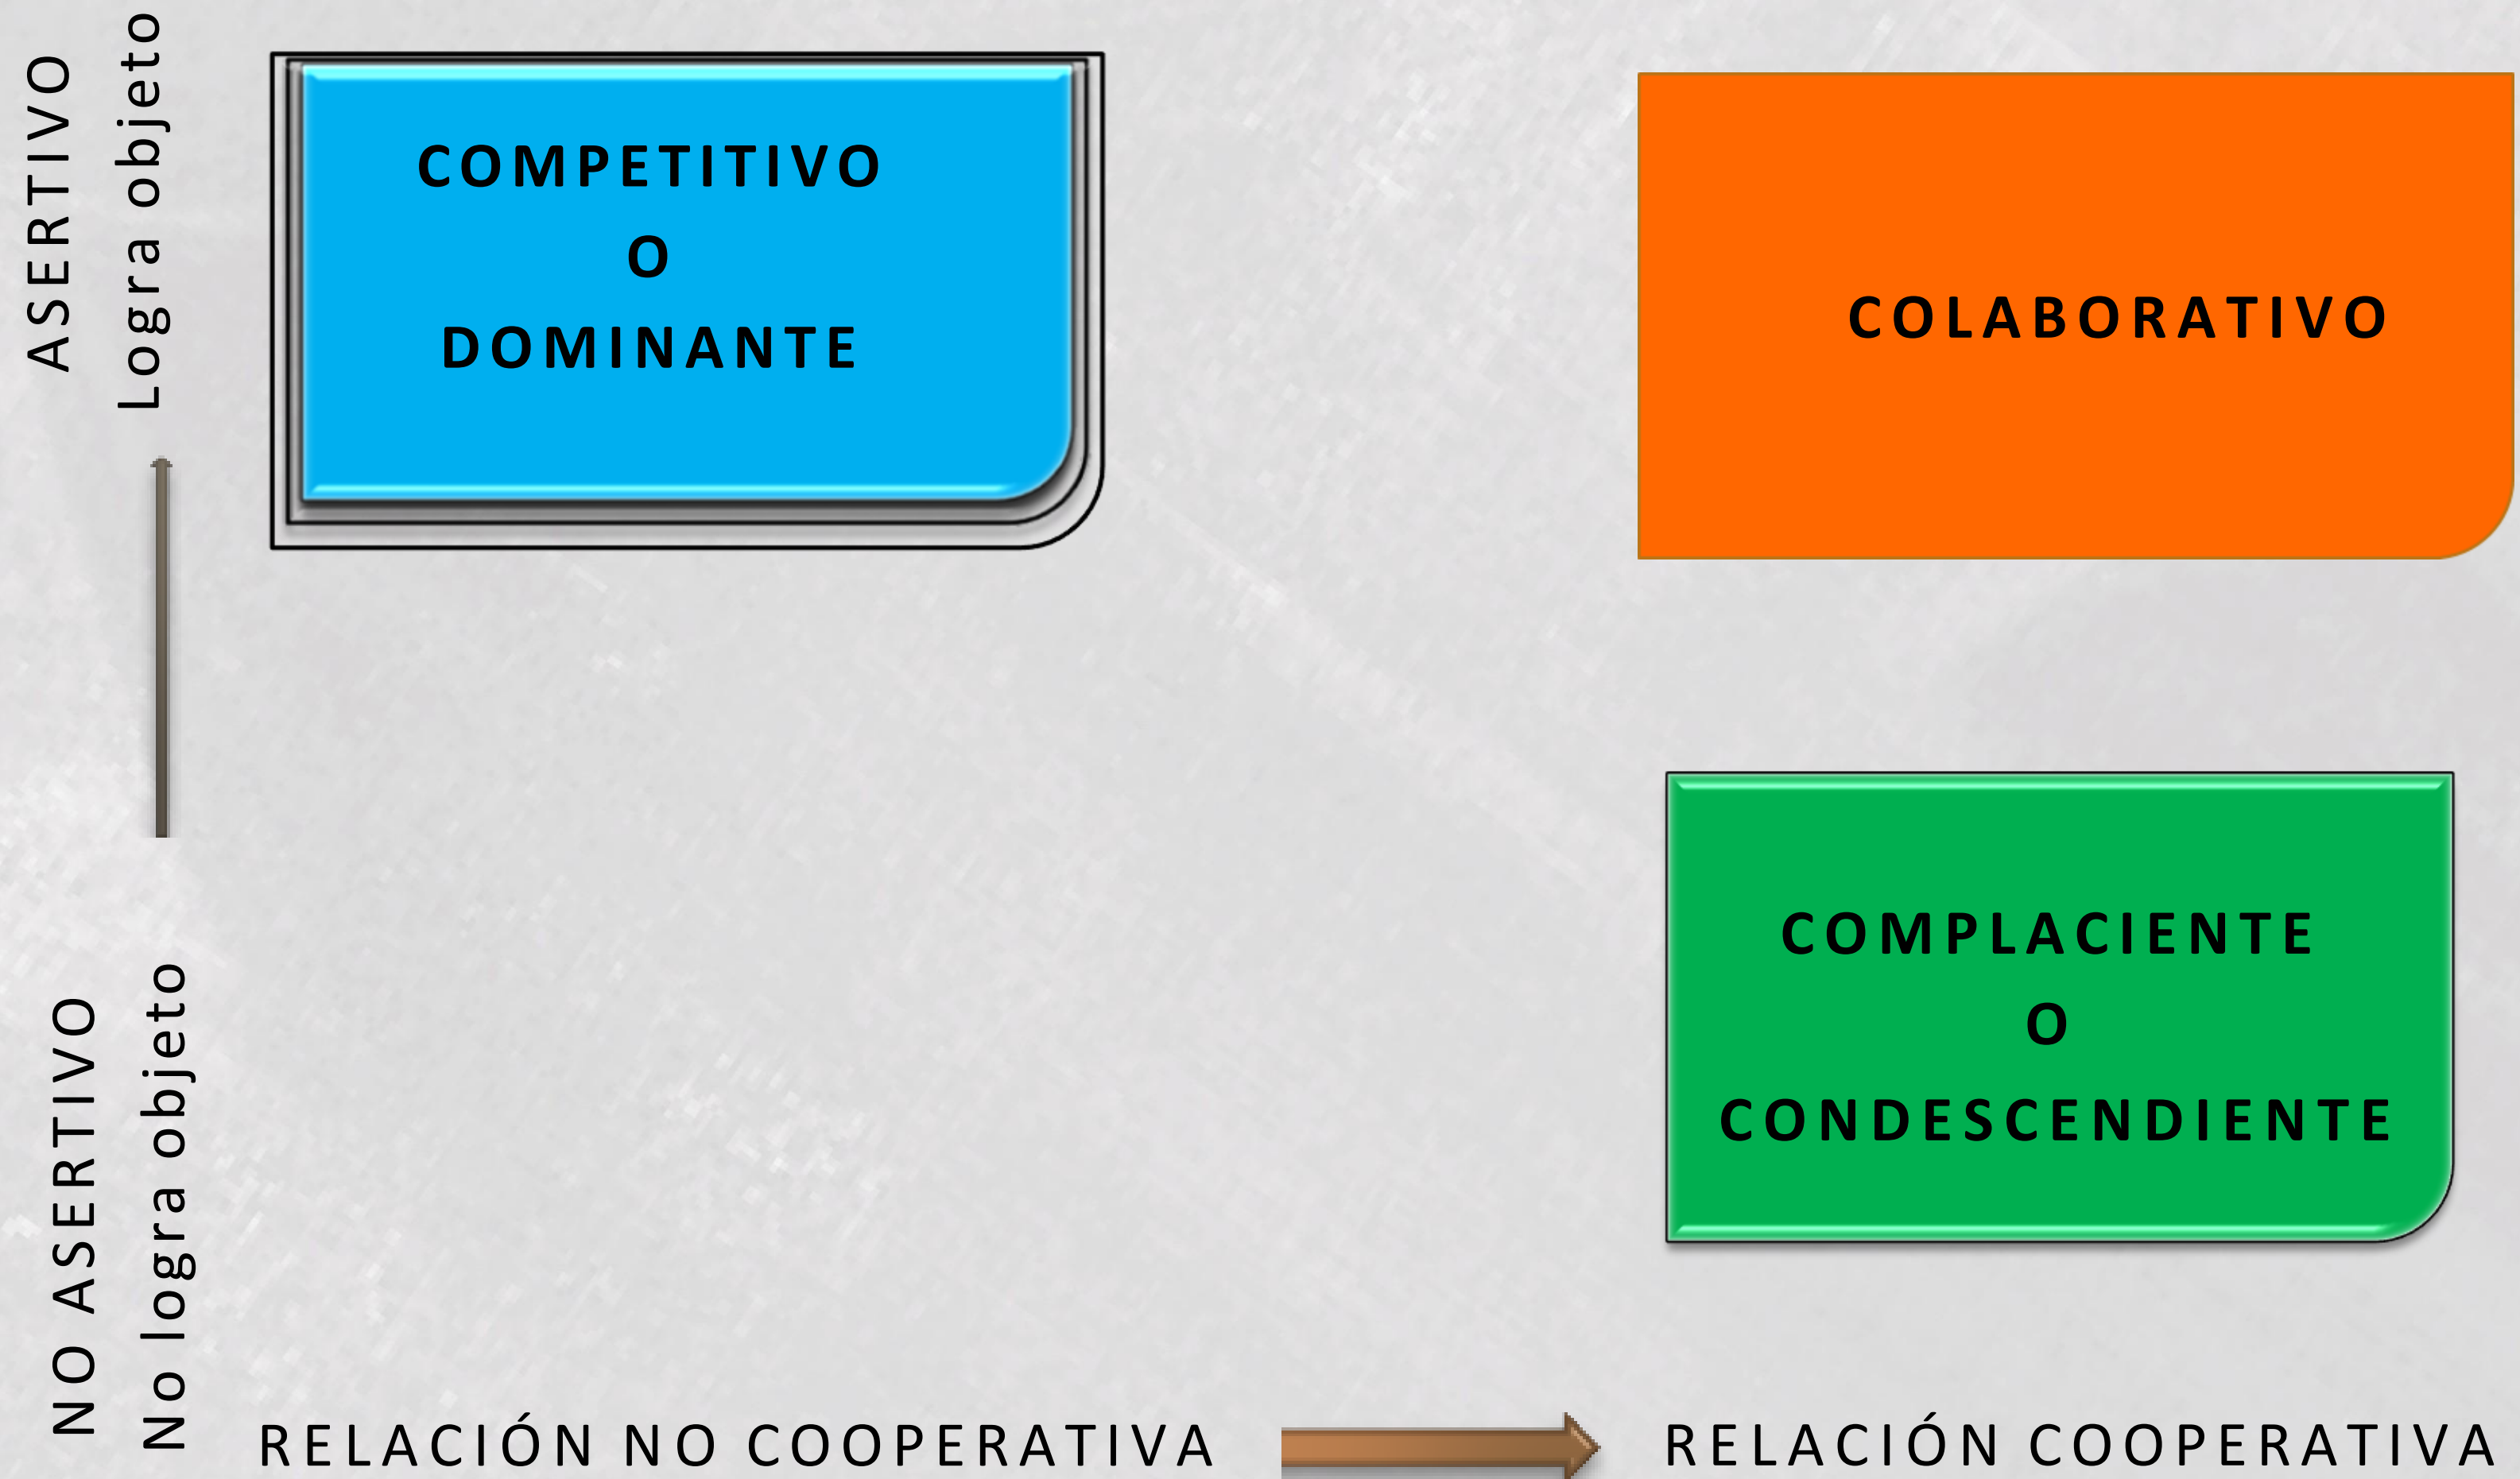 ASERTIVO
Logra objeto
COMPETITIVO
O
DOMINANTE
COLABORATIVO
COMPLACIENTE
O
CONDESCENDIENTE
NO ASERTIVO
No logra objeto
RELACIÓN NO COOPERATIVA
RELACIÓN COOPERATIVA